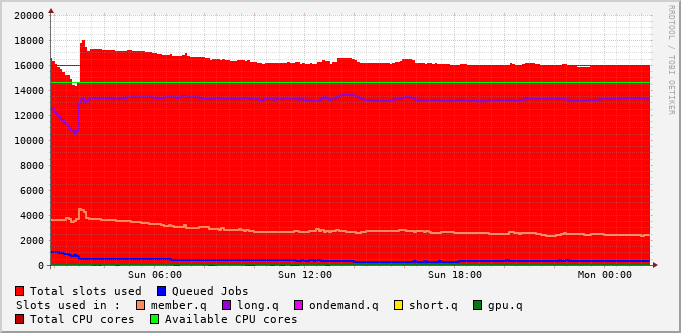 20000
18000
16000
14000
12000
10000
8000
6000
4000
2000
0
Sun 06:00 Sun 12:00 Sun 18:00 Mon 00:00
Total slots used Queued Jobs
Slots used in : member.q long.q ondemand.q short.q gpu.q
Total CPU cores Available CPU cores
RRDTOOL / TOBI OETIKER